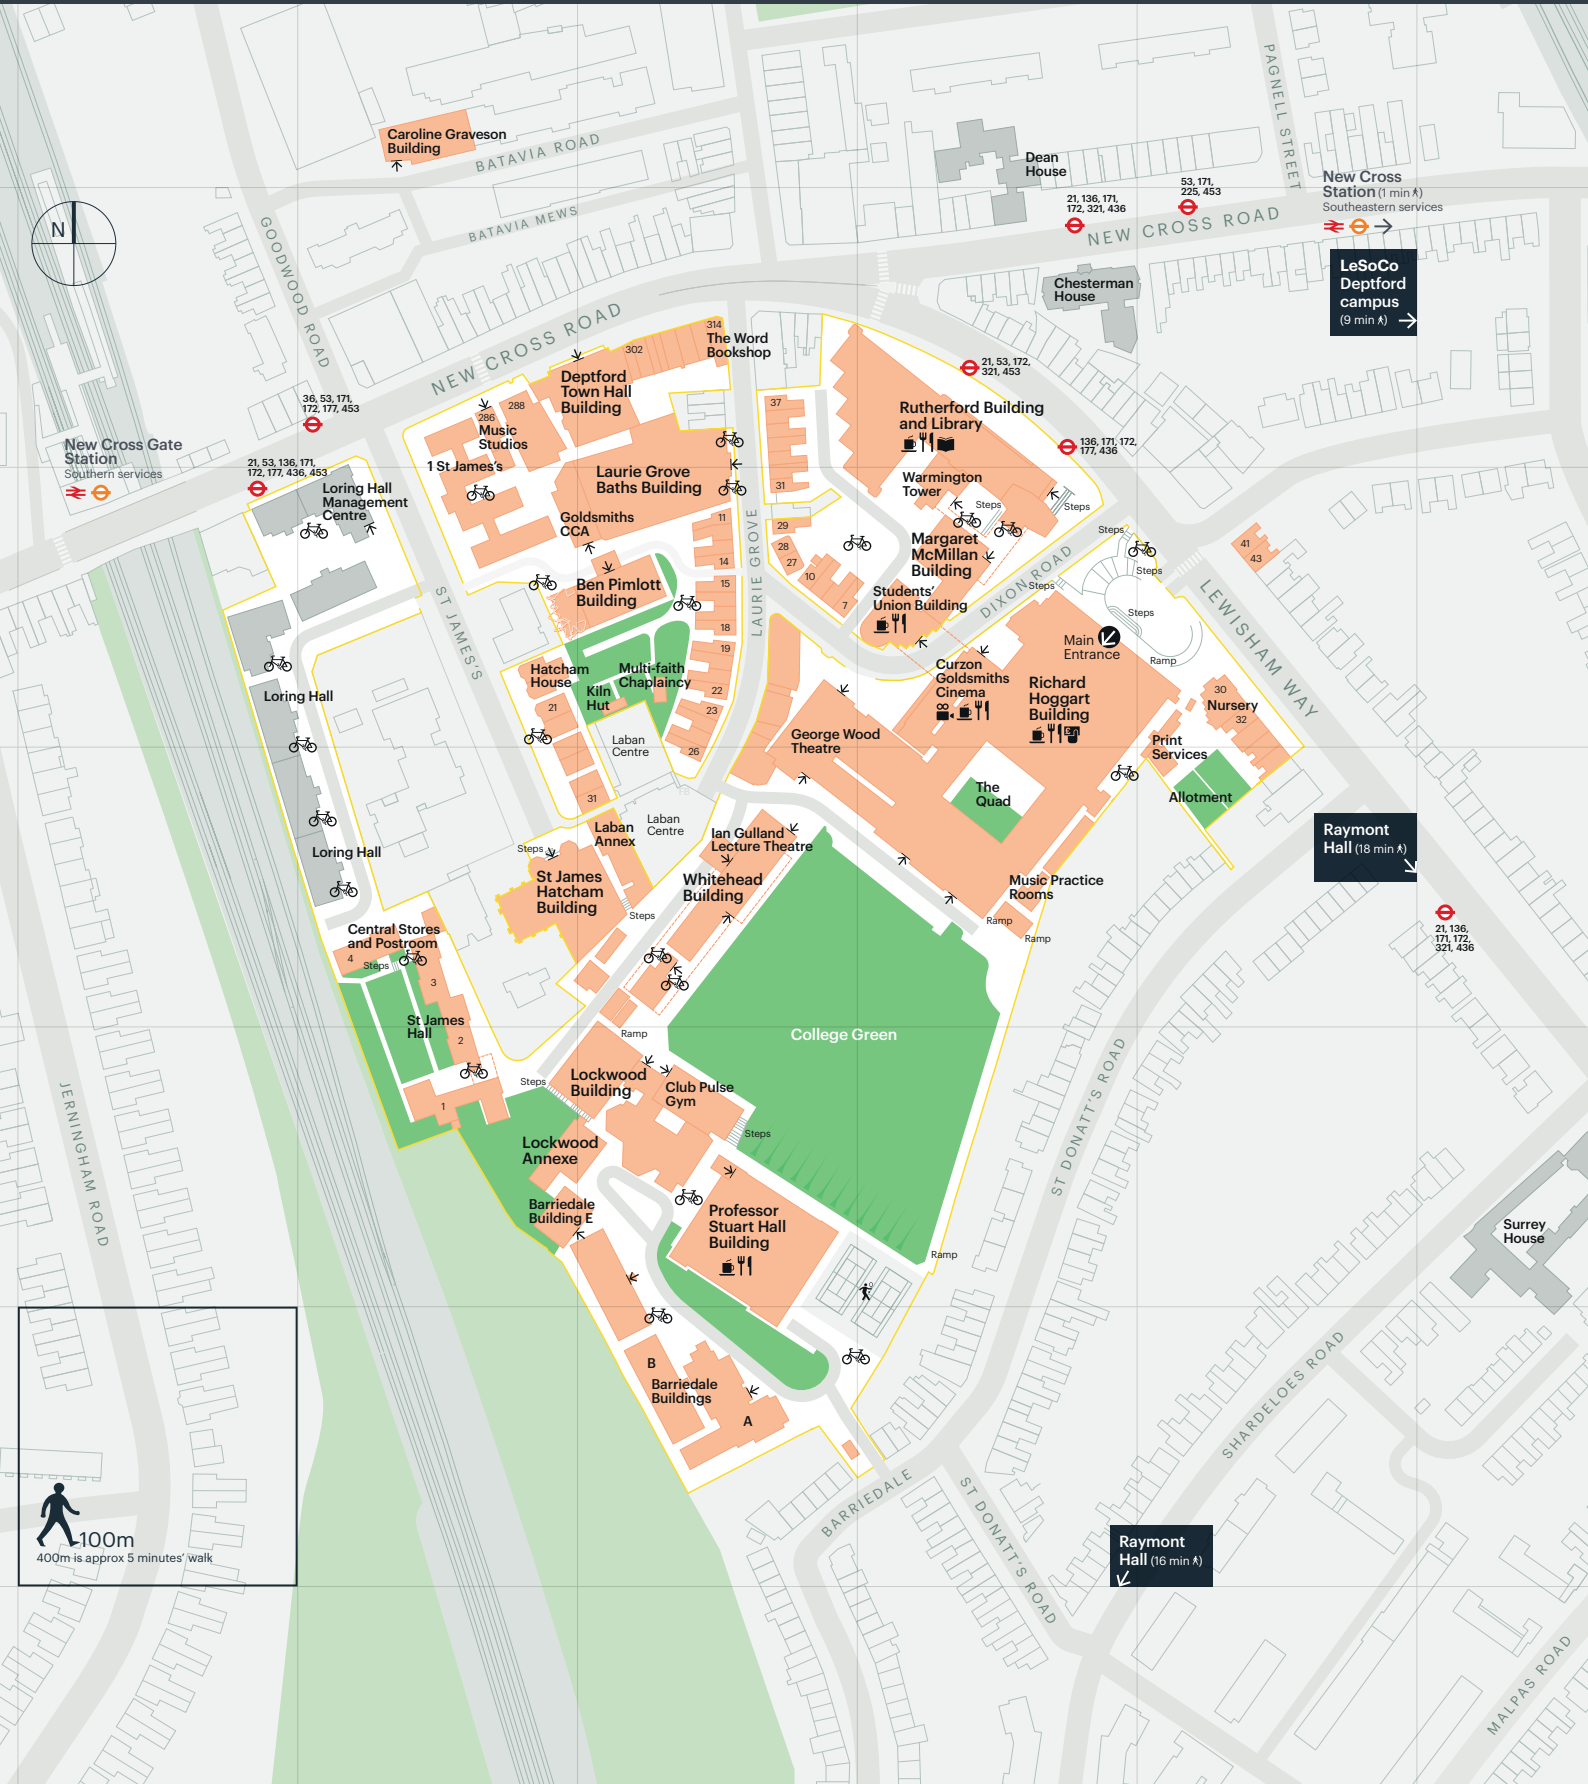 Caroline Graveson
Building
BATAVIA ROAD
BATAVIA MEWS
GOODWOOD ROAD
N
Dean
House
PAGNELL STREET
53, 171,
225, 453
21, 136, 171,
172, 321, 436
NEW CROSS ROAD
New Cross
Station (1 min)
Southeastern services
LeSoCo
Deptford
campus
(9 min)
Chesterman
House
NEW CROSS ROAD
314
The Word
Bookshop
302
Deptford
Town Hall
Building
288
286
Music
Studios
1 St James's
36, 53, 171,
172, 177, 453
New Cross Gate
Station
Southern services
21, 53, 136, 171,
172, 177, 436, 453
Loring Hall
Management
Centre
Laurie Grove
Baths Building
Goldsmiths
CCA
Ben Pimlott
Building
37
31
29
28
27
10
7
11
14
15
18
19
22
23
26
LAURIE GROVE
21, 53, 172,
321, 453
136, 171, 172,
177, 436
Rutherford Building
and Library
Warmington
Tower
Steps
Steps
Margaret
McMillan
Building
Students'
Union Building
DIXON ROAD
Steps
Steps
Steps
Steps
41
43
LEWISHAM WAY
Main
Entrance
Ramp
Curzon
Goldsmiths
Cinema
Richard
Hoggart
Building
30
Nursery
32
Print
Services
Allotment
George Wood
Theatre
The
Quad
ST JAMES'S
Hatcham
House
Multi-faith
Chaplaincy
Kiln
Hut
21
31
Laban
Centre
FB
Laban
Centre
Laban
Annex
Loring Hall
Loring Hall
Steps
St James
Hatcham
Building
Steps
Ian Gulland
Lecture Theatre
Whitehead
Building
Music Practice
Rooms
Ramp
Ramp
Raymont
Hall (18 min)
21, 136,
171, 172,
321, 436
Central Stores
and Postroom
4
Steps
3
St James
Hall
2
1
College Green
Ramp
Steps
Lockwood
Building
Club Pulse
Gym
Steps
Lockwood
Annexe
Barriedale
Building E
Professor
Stuart Hall
Building
Ramp
B
Barriedale
Buildings
A
JERNINGHAM ROAD
ST DONATT'S ROAD
Surrey
House
SHARDELOES ROAD
BARRIEDALE
ST DONATT'S ROAD
Raymont
Hall (16 min)
MALPAS ROAD
100m
400m is approx 5 minutes' walk